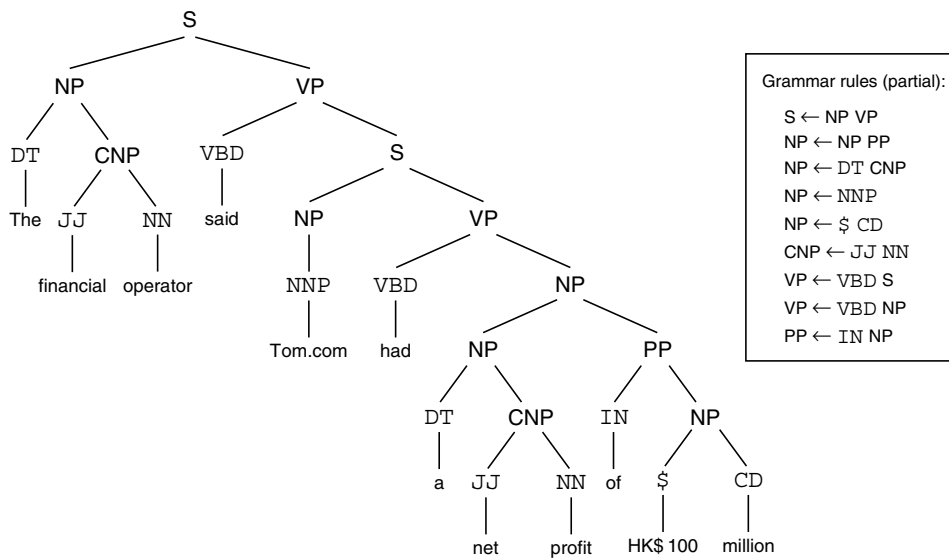 S
NP VP
Grammar rules (partial):
S ← NP VP
NP ← NP PP
NP ← DT CNP
NP ← NNP
NP ← $ CD
CNP ← JJ NN
VP ← VBD S
VP ← VBD NP
PP ← IN NP
DT CNP VBD S
The JJ NN said NP VP
financial operator NNP VBD NP
Tom.com had NP PP
DT CNP IN NP
a JJ NN of $ CD
net profit HK$ 100 million